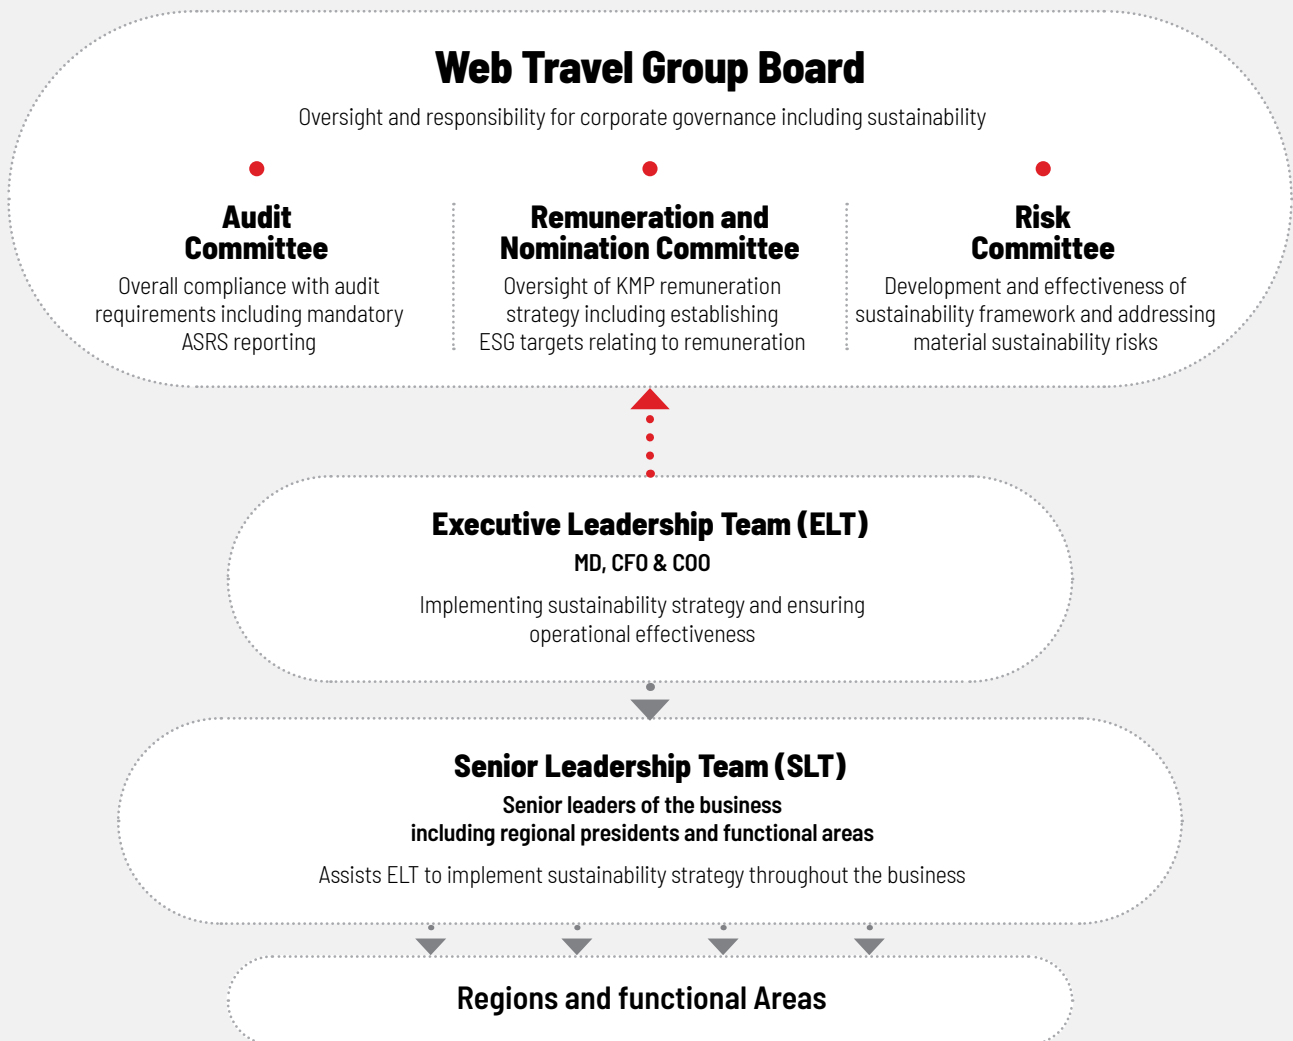 Web Travel Group Board
Oversight and responsibility for corporate governance including sustainability
Audit
Committee
Overall compliance with audit
requirements including mandatory
ASRS reporting
Remuneration and
Nomination Committee
Oversight of KMP remuneration
strategy including establishing
ESG targets relating to remuneration
Risk
Committee
Development and effectiveness of
sustainability framework and addressing
material sustainability risks
Executive Leadership Team (ELT)
MD, CFO & COO
Implementing sustainability strategy and ensuring
operational effectiveness
Senior Leadership Team (SLT)
Senior leaders of the business
including regional presidents and functional areas
Assists ELT to implement sustainability strategy throughout the business
Regions and functional Areas